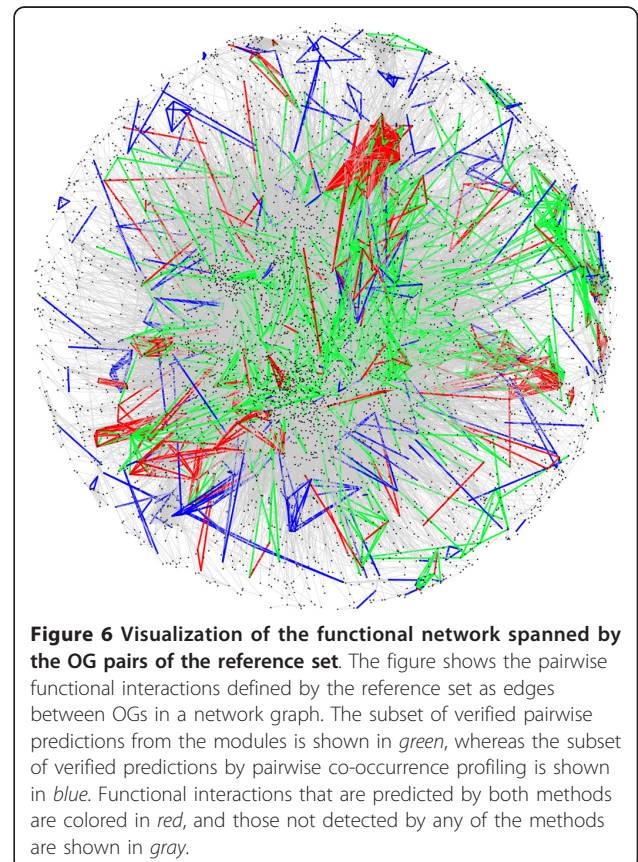 Figure 6 Visualization of the functional network spanned by
the OG pairs of the reference set. The figure shows the pairwise
functional interactions defined by the reference set as edges
between OGs in a network graph. The subset of verified pairwise
predictions from the modules is shown in green, whereas the subset
of verified predictions by pairwise co-occurrence profiling is shown
in blue. Functional interactions that are predicted by both methods
are colored in red, and those not detected by any of the methods
are shown in gray.